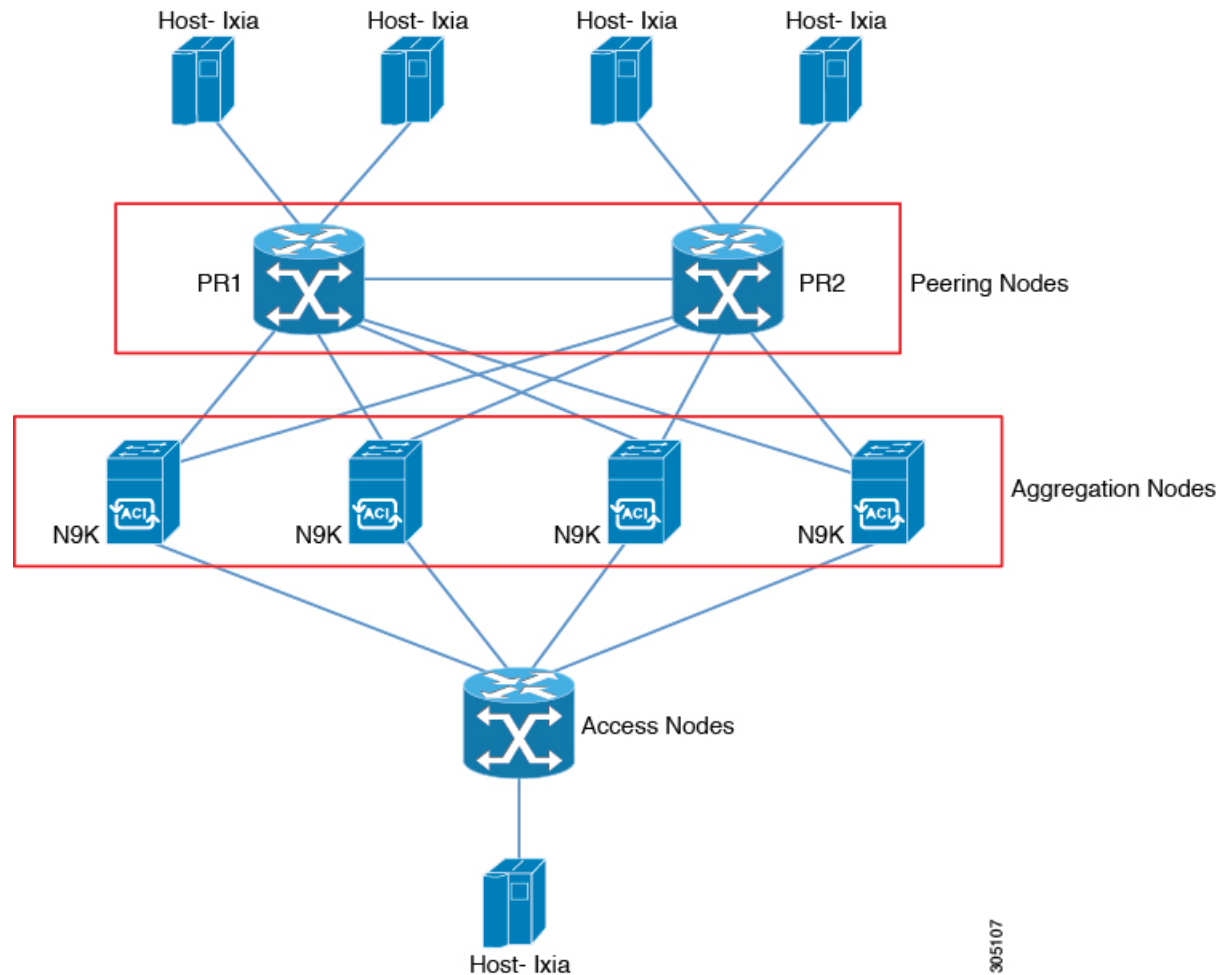 Host- Ixia
Host- Ixia
Host- Ixia
Host- Ixia
PR1
PR2
Peering Nodes
ACI
ACI
ACI
ACI
N9K
N9K
N9K
N9K
Aggregation Nodes
Access Nodes
Host- Ixia
305107